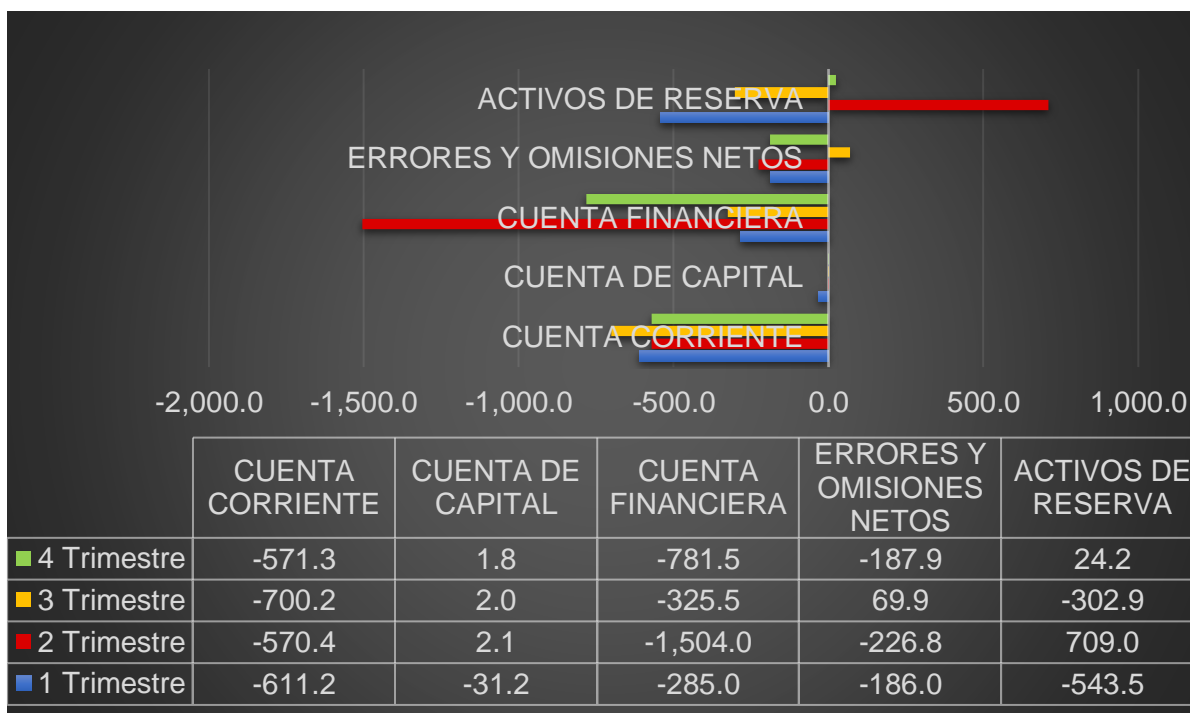 ACTIVOS DE RESERVA
ERRORES Y OMISIONES NETOS
CUENTA FINANCIERA
CUENTA DE CAPITAL
CUENTA CORRIENTE
-2,000.0 -1,500.0 -1,000.0 -500.0 0.0 500.0 1,000.0
CUENTA CORRIENTE CUENTA DE CAPITAL CUENTA FINANCIERA ERRORES Y OMISIONES NETOS ACTIVOS DE RESERVA
4 Trimestre -571.3 1.8 -781.5 -187.9 24.2
3 Trimestre -700.2 2.0 -325.5 69.9 -302.9
2 Trimestre -570.4 2.1 -1,504.0 -226.8 709.0
1 Trimestre -611.2 -31.2 -285.0 -186.0 -543.5